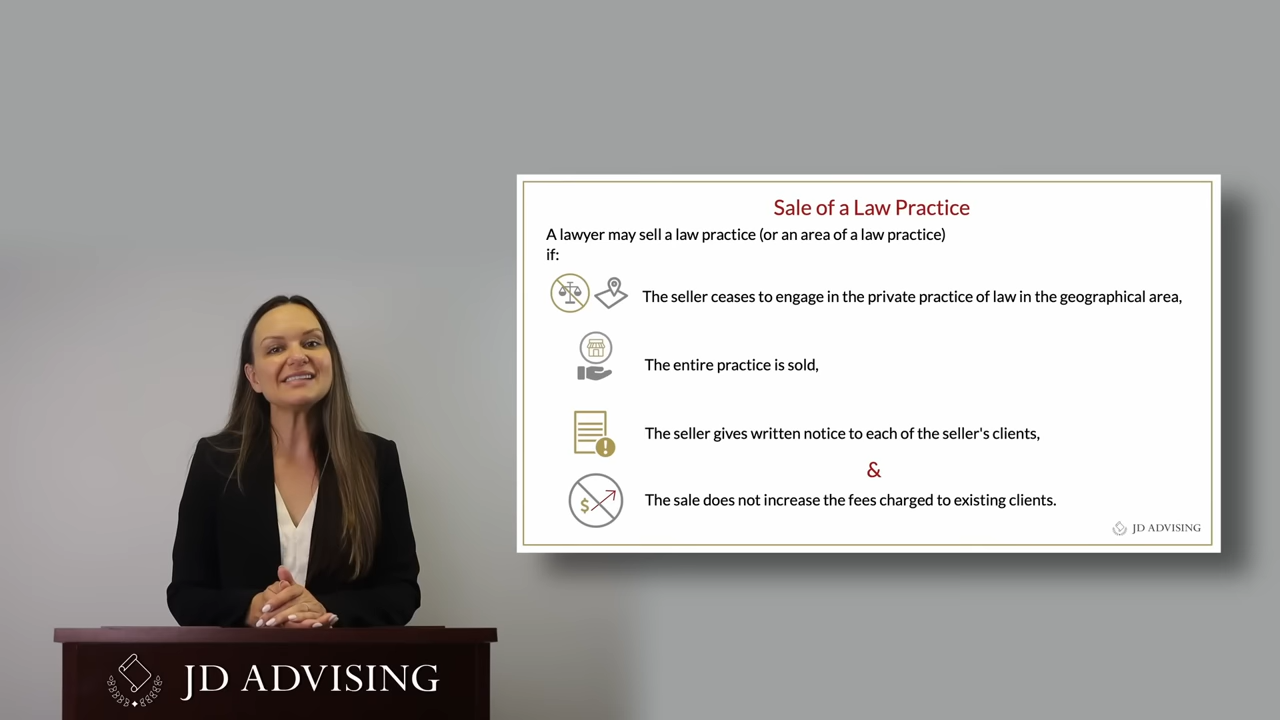 Sale of a Law Practice
A lawyer may sell a law practice (or an area of a law practice)
if:
The seller ceases to engage in the private practice of law in the geographical area,
The entire practice is sold,
The seller gives written notice to each of the seller's clients,
&
$
The sale does not increase the fees charged to existing clients.
JD ADVISING
JD ADVISING